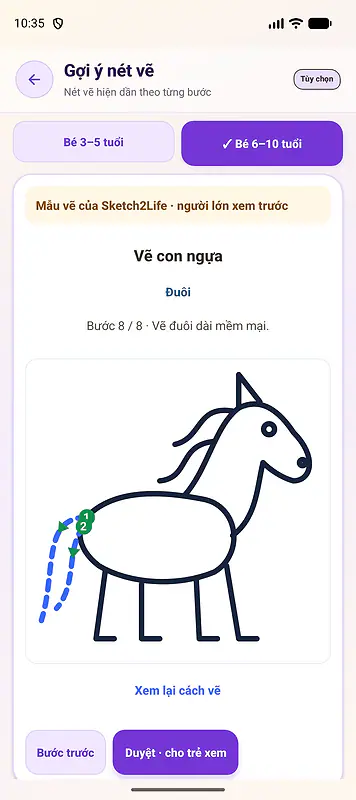 10:35
Gợi ý nét vẽ
Nét vẽ hiện dần theo từng bước
Tùy chọn
Bé 3–5 tuổi
✓ Bé 6–10 tuổi
Mẫu vẽ của Sketch2Life · người lớn xem trước
Vẽ con ngựa
Đuôi
Bước 8 / 8 · Vẽ đuôi dài mềm mại.
1
2
Xem lại cách vẽ
Bước trước
Duyệt · cho trẻ xem